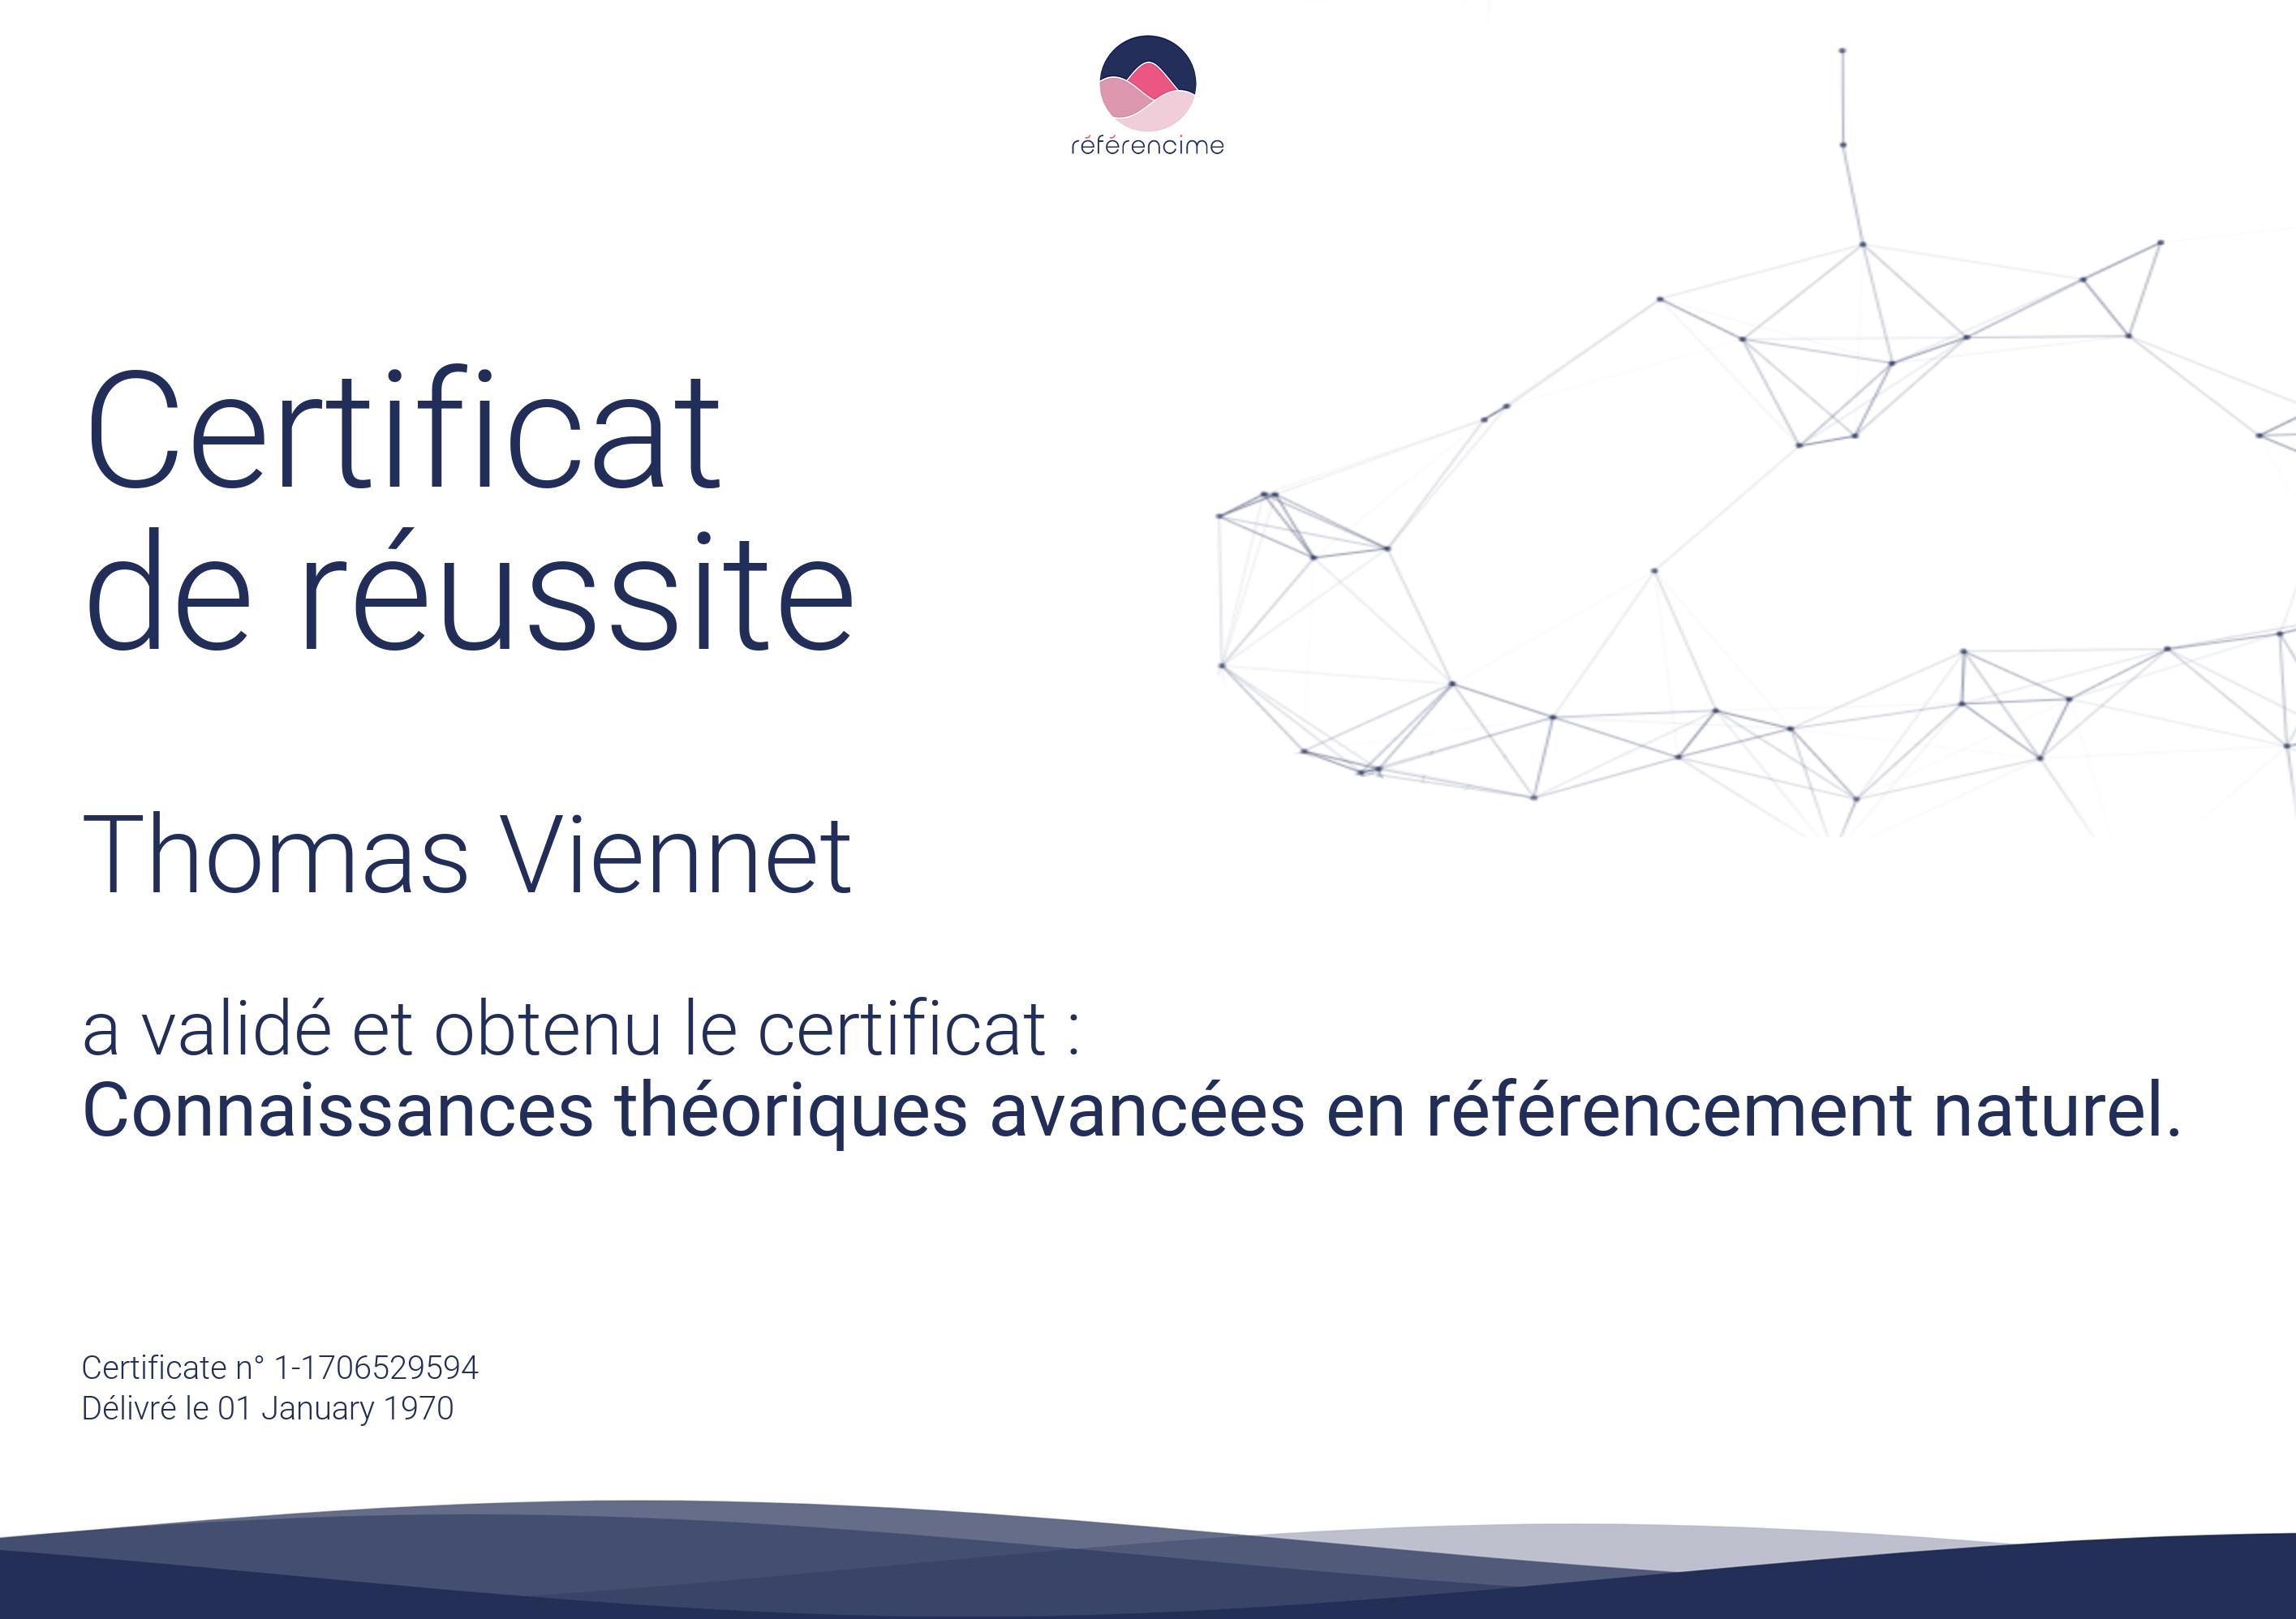 référencime
Certificat
de réussite
Thomas Viennet
a validé et obtenu le certificat :
Connaissances théoriques avancées en référencement naturel.
Certificate n° 1-1706529594
Délivré le 01 January 1970